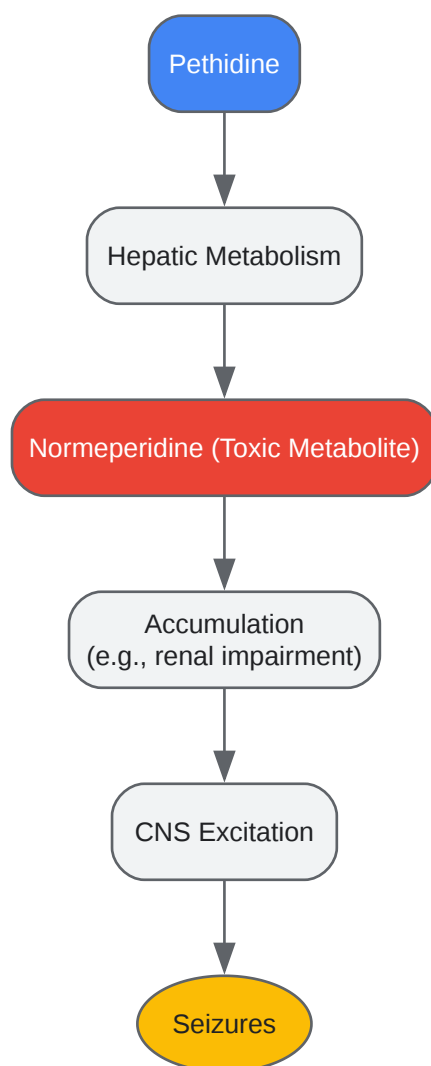 Pethidine
Hepatic Metabolism
Normeperidine (Toxic Metabolite)
Accumulation
(e.g., renal impairment)
CNS Excitation
Seizures